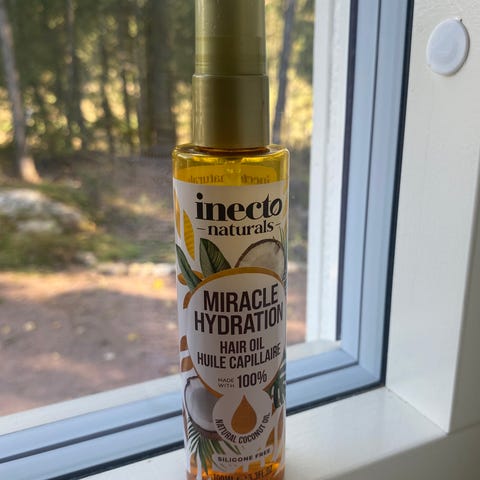 inecto
naturals
MIRACLE
HYDRATION
HAIR OIL
HUILE CAPILLAIRE
MADE
WITH 100%
NATURAL COCONUT OIL
SILICONE FREE